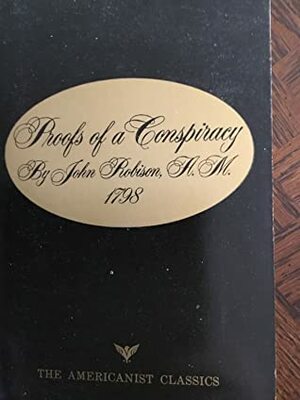 Proofs of a Conspiracy
By John Robison, A. M.
1798
THE AMERICANIST CLASSICS